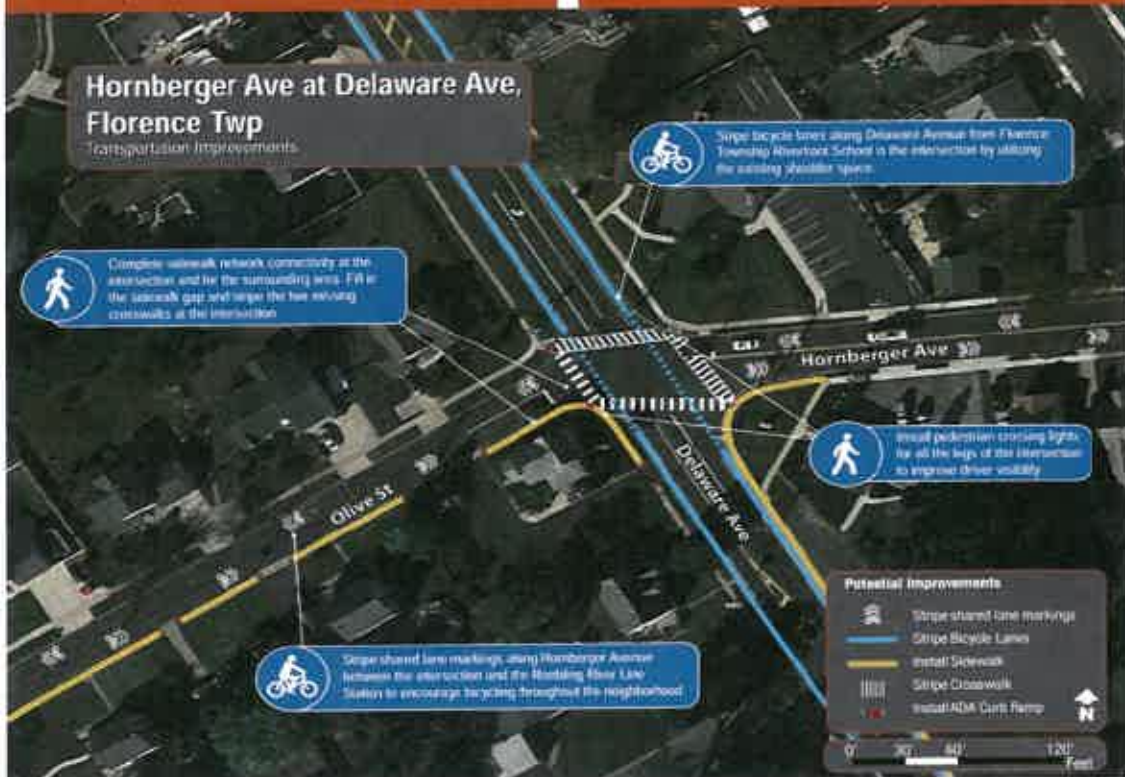 Hornberger Ave at Delaware Ave,
Florence Twp
Transportation Improvements
Stripe bicycle lanes along Delaware Avenue from Florence
Township Riverfront School to the intersection by utilizing
the existing shoulder space.
Complete sidewalk network connectivity at the
intersection and for the surrounding area. Fill in
the sidewalk gap and stripe the two missing
crosswalks at the intersection
Hornberger Ave
Install pedestrian crossing lights
for all the legs of the intersection
to improve driver visibility
Delaware Ave
Olive St
Stripe shared lane markings along Hornberger Avenue
between the intersection and the Roebling River Line
Station to encourage bicycling throughout the neighborhood
Potential Improvements
Stripe shared lane markings
Stripe Bicycle Lanes
Install Sidewalk
Stripe Crosswalk
Install ADA Curb Ramp
N
0' 30' 60' 120'
Feet